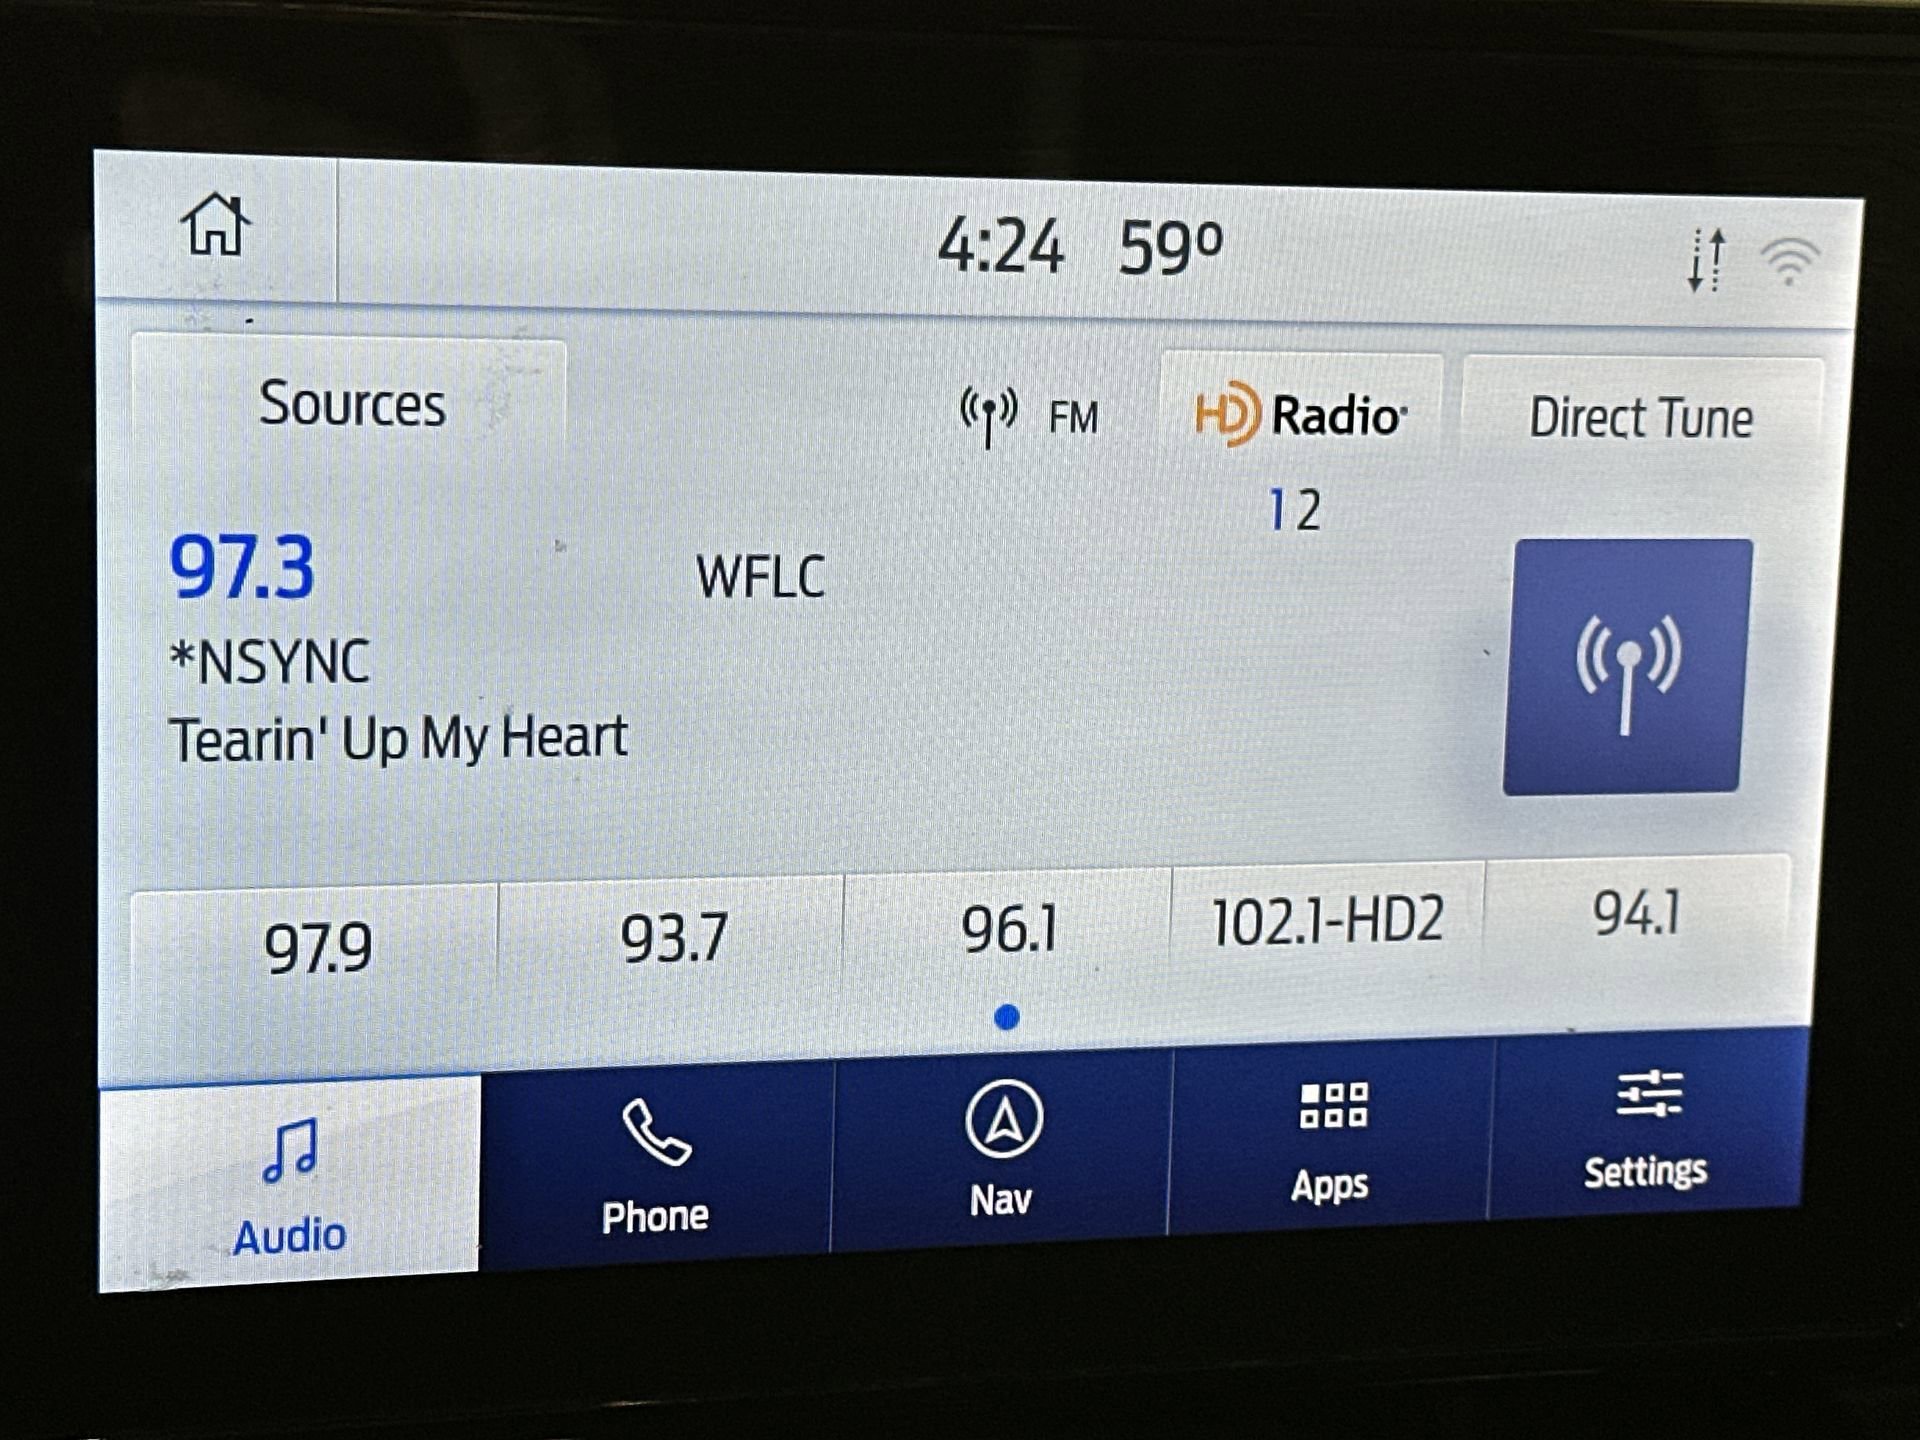 4:24 59º
Sources FM HD Radio Direct Tune
1 2
97.3 WFLC
*NSYNC
Tearin' Up My Heart
97.9 93.7 96.1 102.1-HD2 94.1
Audio Phone Nav Apps Settings